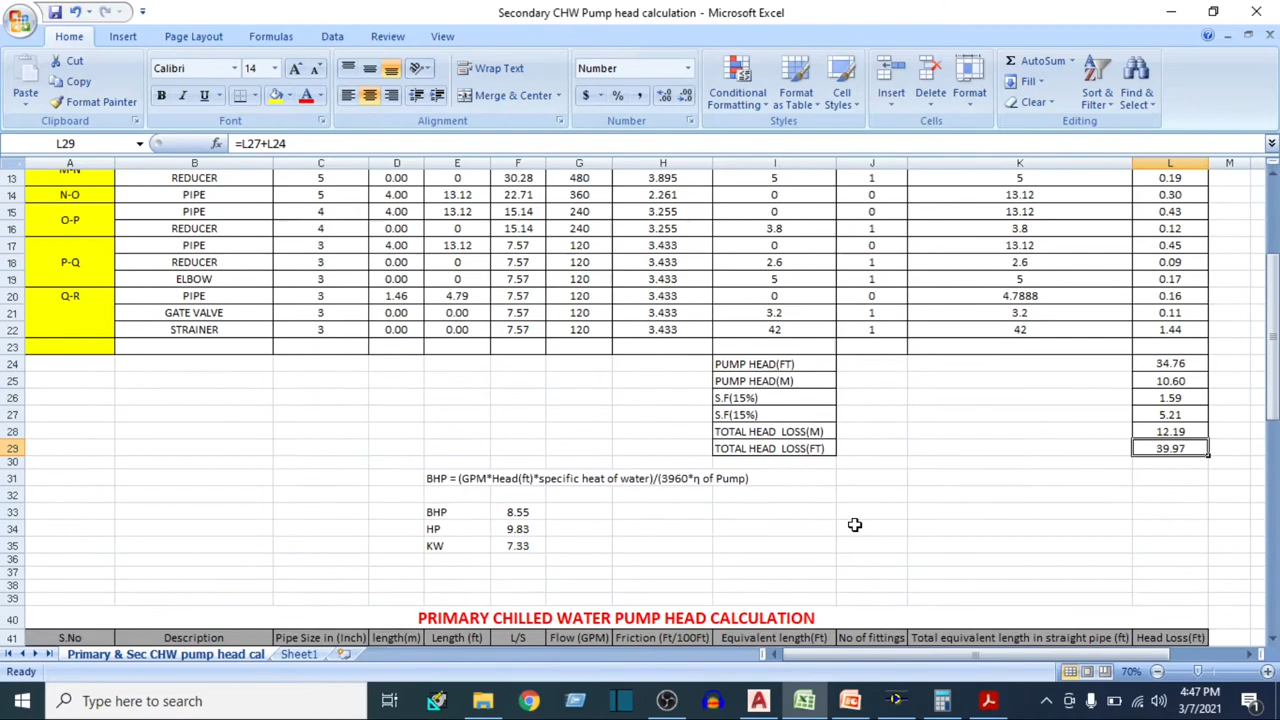 Secondary CHW Pump head calculation - Microsoft Excel
Home Insert Page Layout Formulas Data Review View
Paste Cut Copy Format Painter Clipboard
Calibri 14 A A B I U A Font
Wrap Text Merge & Center Alignment
Number $ % , .0 .00 .00 .0 Number
Conditional Formatting Format as Table Cell Styles Styles
Insert Delete Format Cells
Σ AutoSum Fill Clear Sort & Filter Find & Select Editing
L29 fx =L27+L24
A B C D E F G H I J K L M
13 M-N REDUCER 5 0.00 0 30.28 480 3.895 5 1 5 0.19
14 N-O PIPE 5 4.00 13.12 22.71 360 2.261 0 0 13.12 0.30
15 O-P PIPE 4 4.00 13.12 15.14 240 3.255 0 0 13.12 0.43
16 REDUCER 4 0.00 0 15.14 240 3.255 3.8 1 3.8 0.12
17 PIPE 3 4.00 13.12 7.57 120 3.433 0 0 13.12 0.45
18 P-Q REDUCER 3 0.00 0 7.57 120 3.433 2.6 1 2.6 0.09
19 ELBOW 3 0.00 0 7.57 120 3.433 5 1 5 0.17
20 Q-R PIPE 3 1.46 4.79 7.57 120 3.433 0 0 4.7888 0.16
21 GATE VALVE 3 0.00 0.00 7.57 120 3.433 3.2 1 3.2 0.11
22 STRAINER 3 0.00 0.00 7.57 120 3.433 42 1 42 1.44
23
24 PUMP HEAD(FT) 34.76
25 PUMP HEAD(M) 10.60
26 S.F(15%) 1.59
27 S.F(15%) 5.21
28 TOTAL HEAD LOSS(M) 12.19
29 TOTAL HEAD LOSS(FT) 39.97
30
31 BHP = (GPM*Head(ft)*specific heat of water)/(3960*η of Pump)
32
33 BHP 8.55
34 HP 9.83
35 KW 7.33
36
37
38
39
40 PRIMARY CHILLED WATER PUMP HEAD CALCULATION
41 S.No Description Pipe Size in (Inch) length(m) Length (ft) L/S Flow (GPM) Friction (Ft/100Ft) Equivalent length(Ft) No of fittings Total equivalent length in straight pipe (ft) Head Loss(Ft)
Primary & Sec CHW pump head cal Sheet1
Ready 70%
Type here to search 4:47 PM
3/7/2021